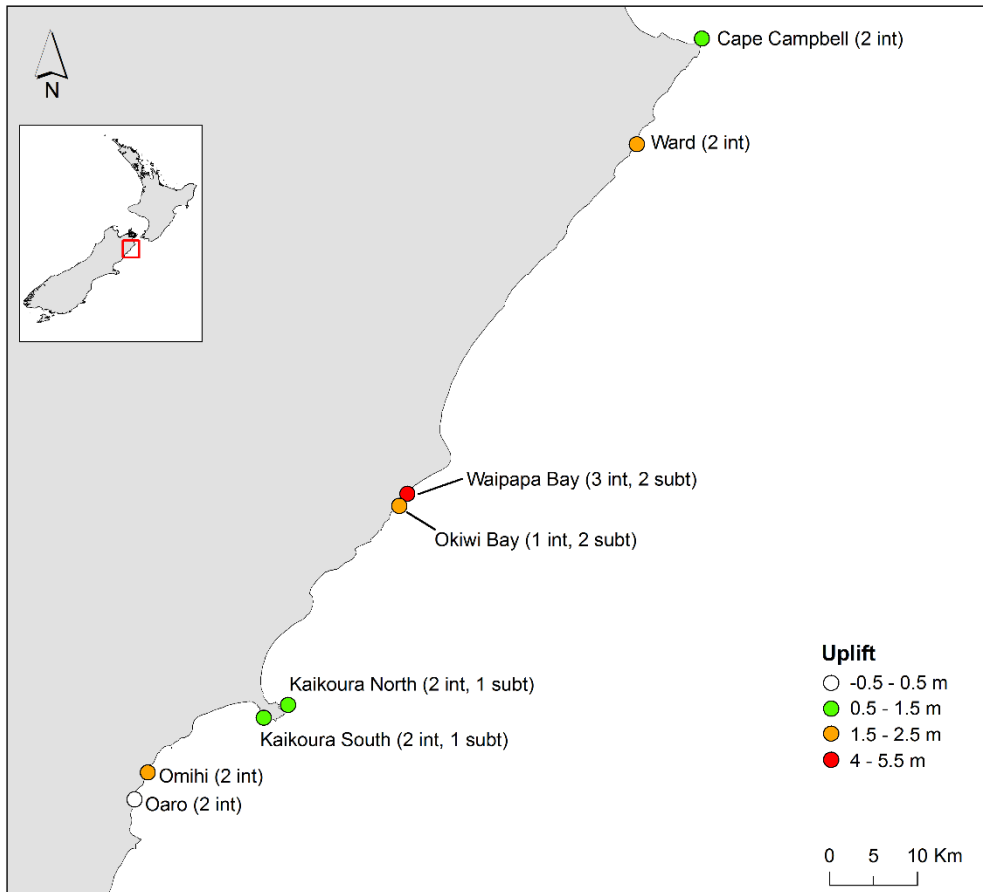 Cape Campbell (2 int)
N
Ward (2 int)
Waipapa Bay (3 int, 2 subt)
Okiwi Bay (1 int, 2 subt)
Uplift
-0.5 - 0.5 m
0.5 - 1.5 m
1.5 - 2.5 m
4 - 5.5 m
Kaikoura North (2 int, 1 subt)
Kaikoura South (2 int, 1 subt)
Omihi (2 int)
Oaro (2 int)
0 5 10 Km